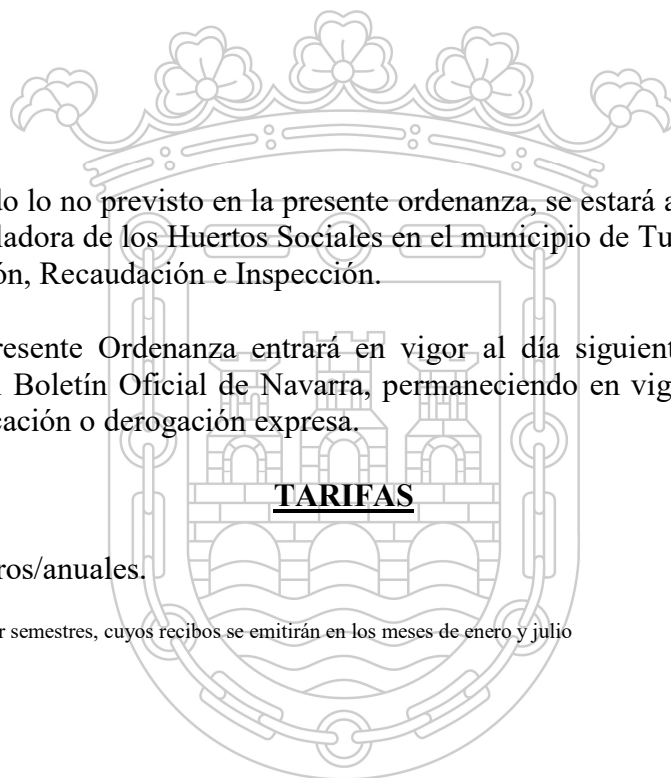 do lo no previsto en la presente ordenanza, se estará a
ladora de los Huertos Sociales en el municipio de Tu
ón, Recaudación e Inspección.
resente Ordenanza entrará en vigor al día siguient
Boletín Oficial de Navarra, permaneciendo en vig
cación o derogación expresa.
TARIFAS
ros/anuales.
r semestres, cuyos recibos se emitirán en los meses de enero y julio